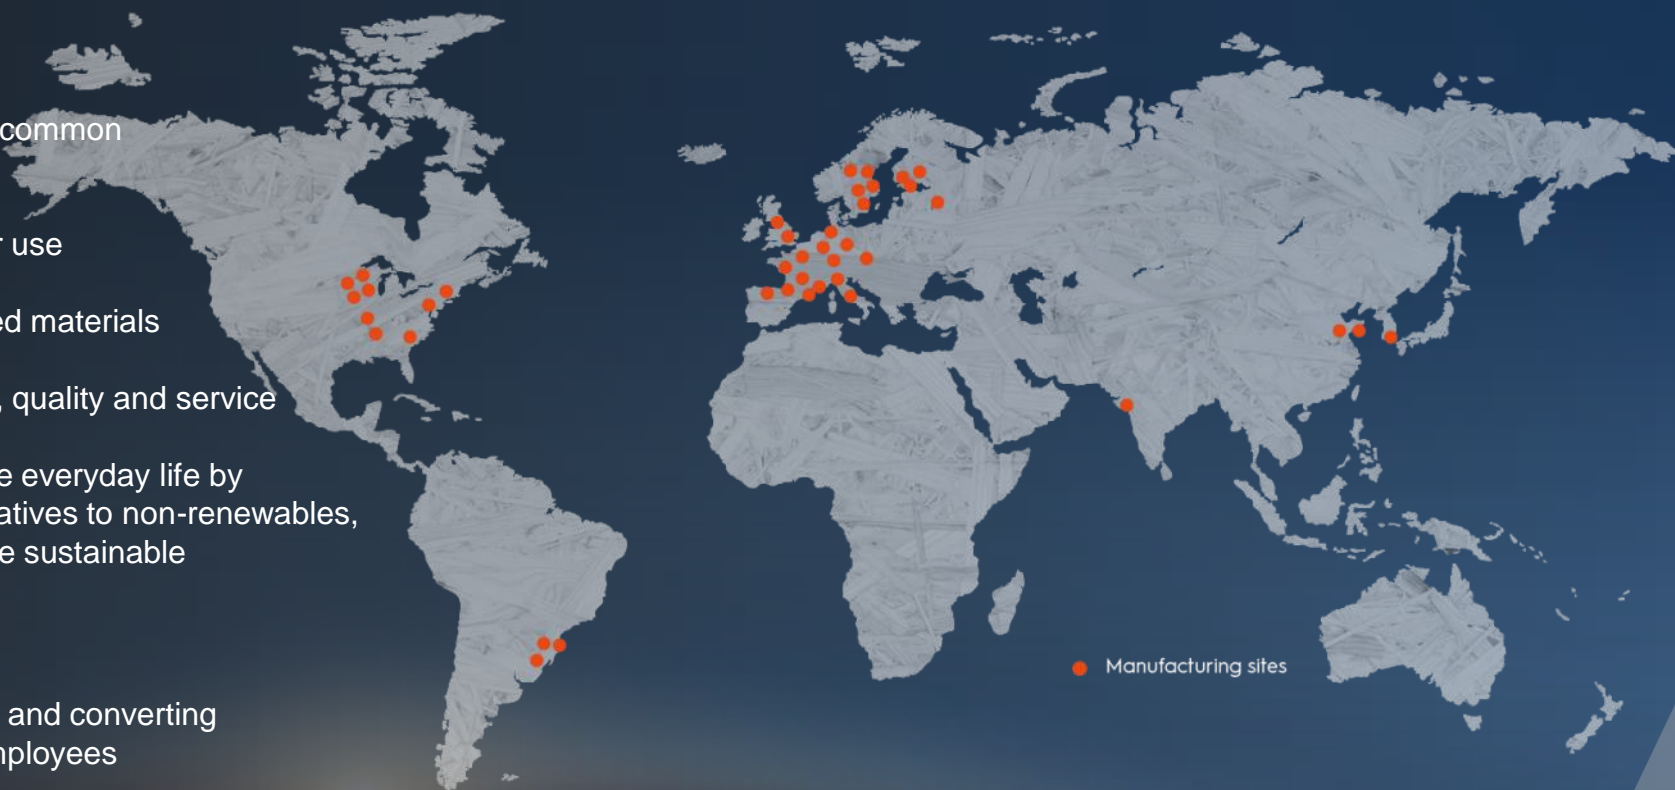 common
r use
ed materials
, quality and service
e everyday life by
atives to non-renewables,
e sustainable
Manufacturing sites
and converting
nployees